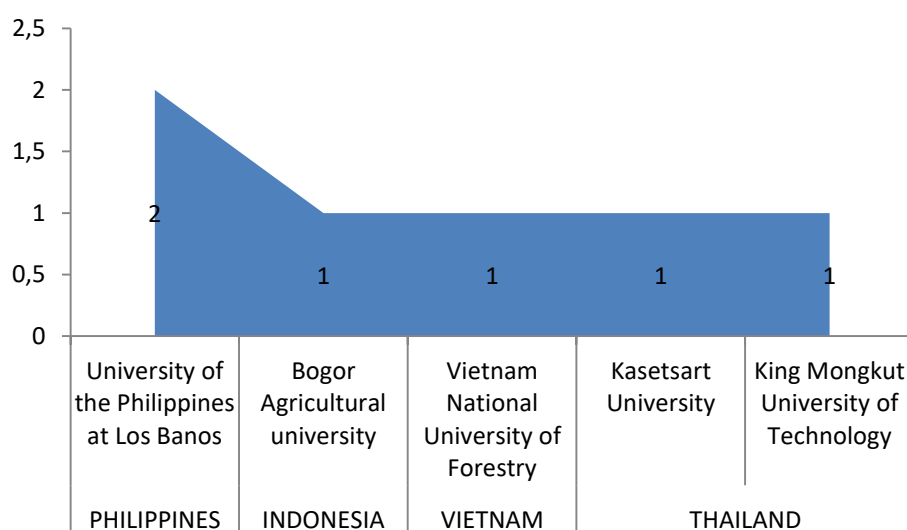 2,5
2
1,5
1
0,5
0
2
1
1
1
1
University of
the Philippines
at Los Banos
Bogor
Agricultural
university
Vietnam
National
University of
Forestry
Kasetsart
University
King Mongkut
University of
Technology
PHILIPPINES
INDONESIA
VIETNAM
THAILAND